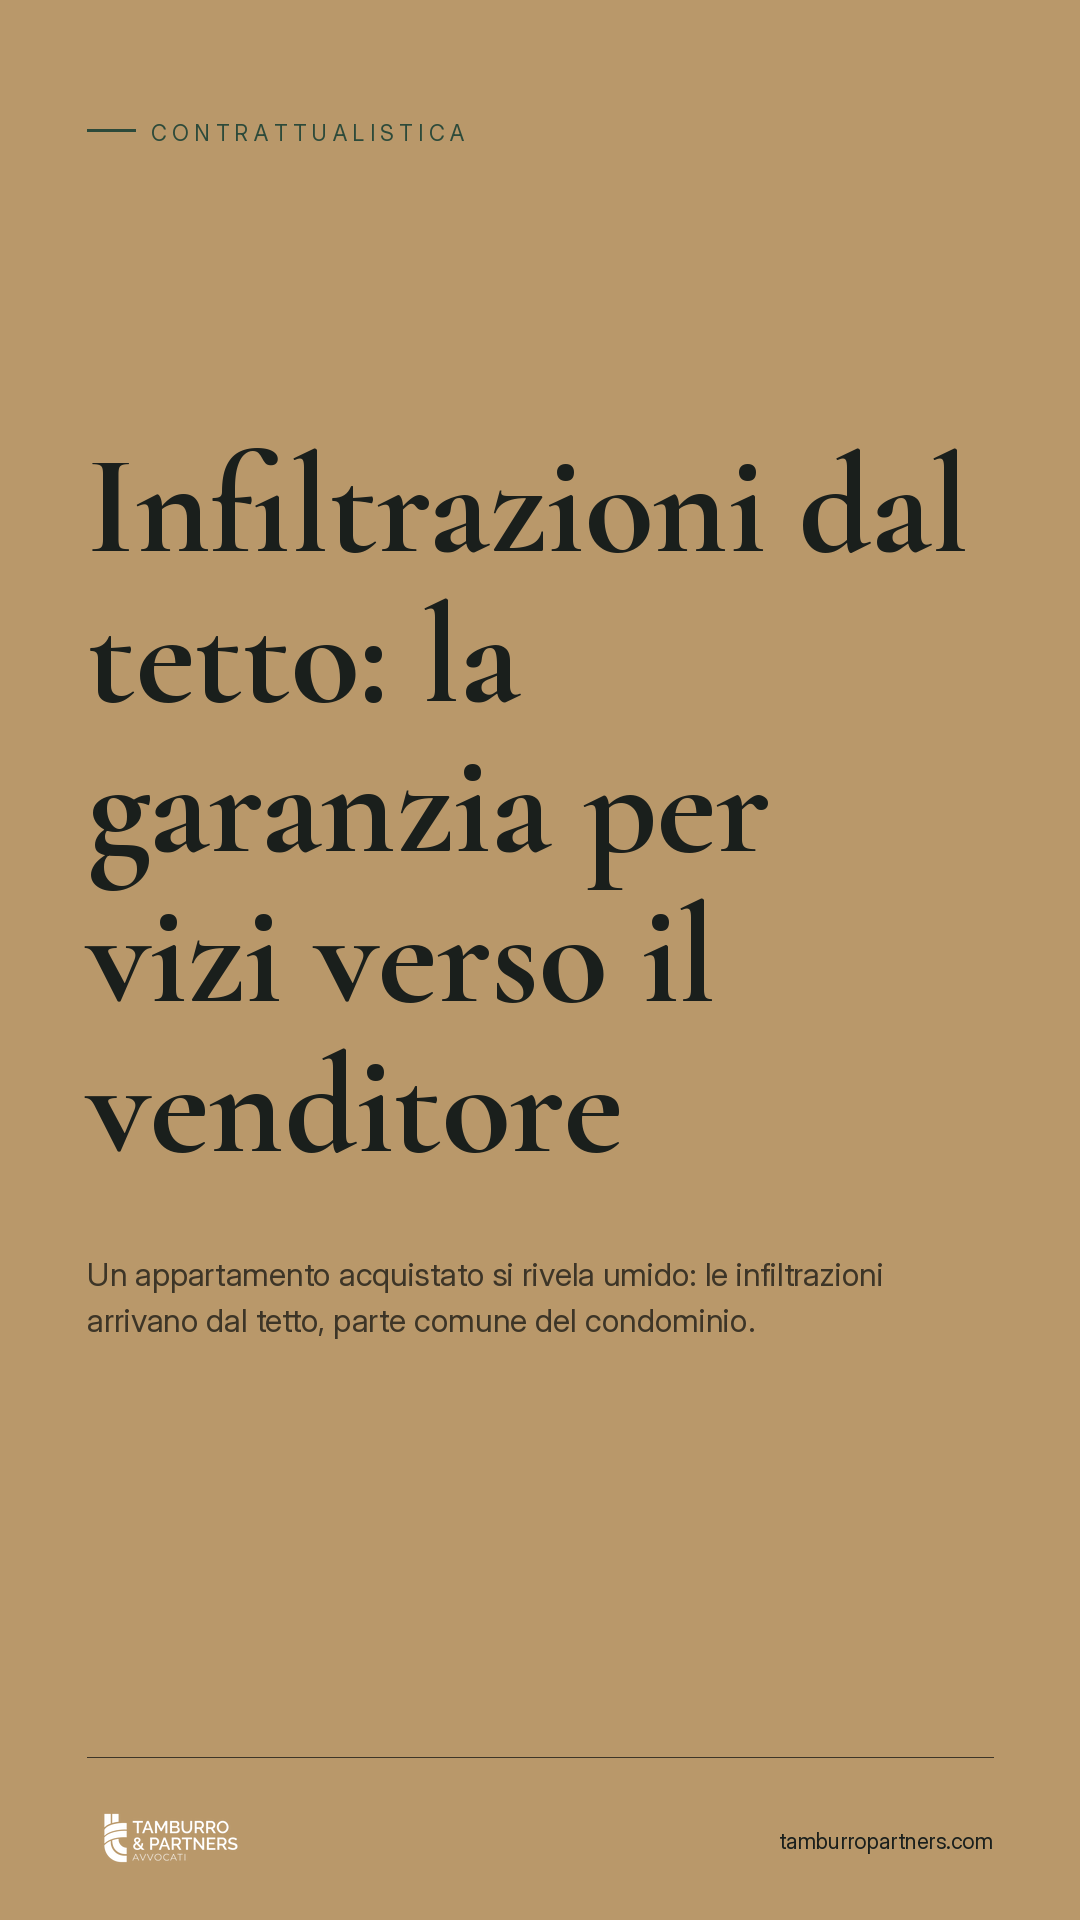 CONTRATTUALISTICA
Infiltrazioni dal
tetto: la
garanzia per
vizi verso il
venditore
Un appartamento acquistato si rivela umido: le infiltrazioni
arrivano dal tetto, parte comune del condominio.
TAMBURRO
& PARTNERS
AVVOCATI
tamburropartners.com